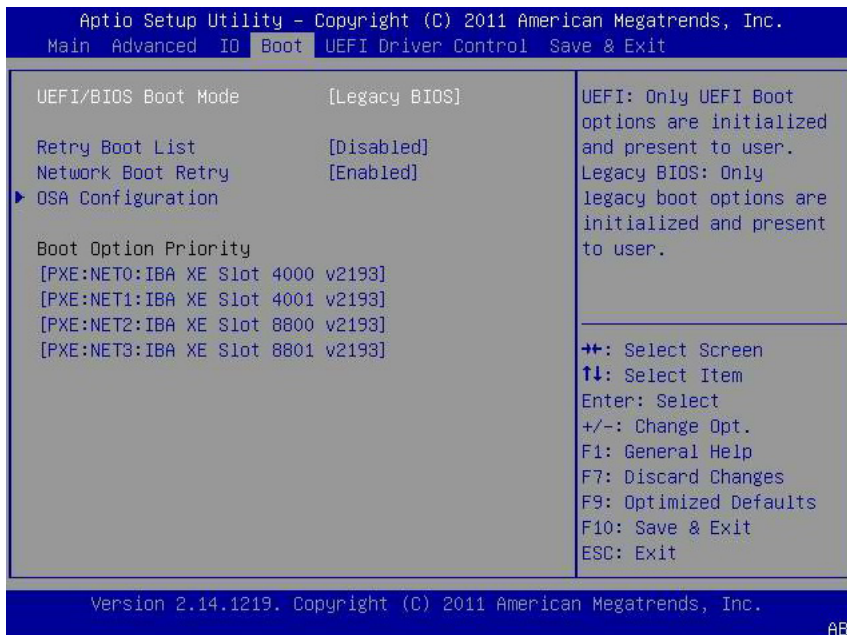 Aptio Setup Utility – Copyright (C) 2011 American Megatrends, Inc.
Main Advanced IO Boot UEFI Driver Control Save & Exit
UEFI/BIOS Boot Mode [Legacy BIOS]
Retry Boot List [Disabled]
Network Boot Retry [Enabled]
▶ OSA Configuration
Boot Option Priority
[PXE:NET0:IBA XE Slot 4000 v2193]
[PXE:NET1:IBA XE Slot 4001 v2193]
[PXE:NET2:IBA XE Slot 8800 v2193]
[PXE:NET3:IBA XE Slot 8801 v2193]
UEFI: Only UEFI Boot
options are initialized
and present to user.
Legacy BIOS: Only
legacy boot options are
initialized and present
to user.
→←: Select Screen
↑↓: Select Item
Enter: Select
+/-: Change Opt.
F1: General Help
F7: Discard Changes
F9: Optimized Defaults
F10: Save & Exit
ESC: Exit
Version 2.14.1219. Copyright (C) 2011 American Megatrends, Inc.
AB